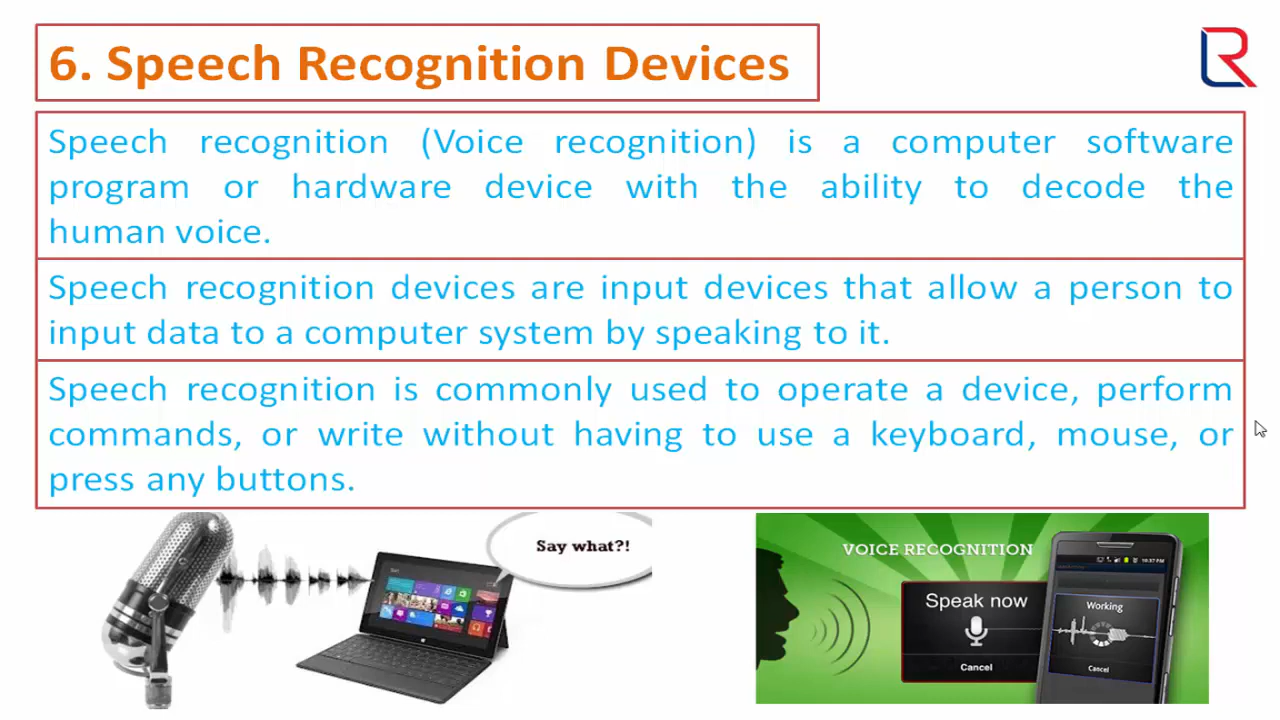 6. Speech Recognition Devices
Speech recognition (Voice recognition) is a computer software
program or hardware device with the ability to decode the
human voice.
Speech recognition devices are input devices that allow a person to
input data to a computer system by speaking to it.
Speech recognition is commonly used to operate a device, perform
commands, or write without having to use a keyboard, mouse, or
press any buttons.
Say what?!
VOICE RECOGNITION
10:37 PM
Speak now
Cancel
Working
Cancel